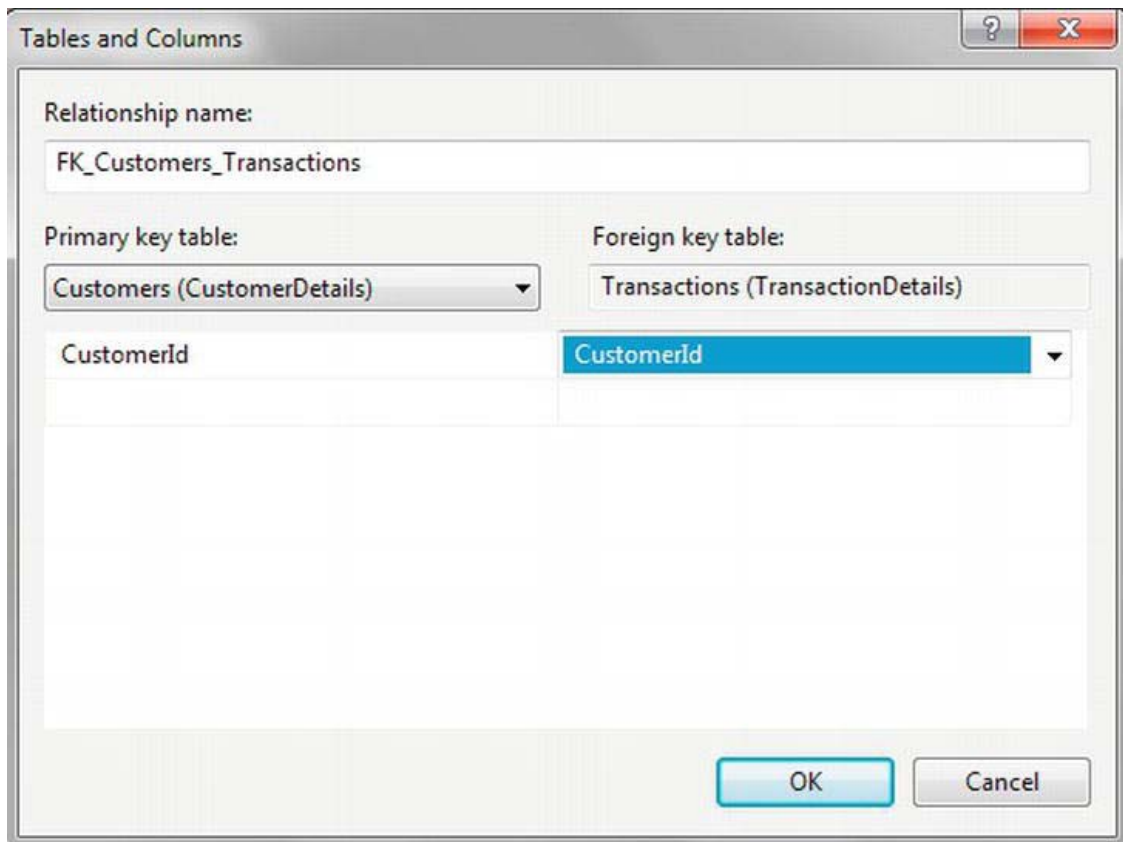 Tables and Columns
?
Relationship name:
FK_Customers_Transactions
Primary key table:
Foreign key table:
Customers (CustomerDetails)
Transactions (TransactionDetails)
CustomerId
CustomerId
OK
Cancel